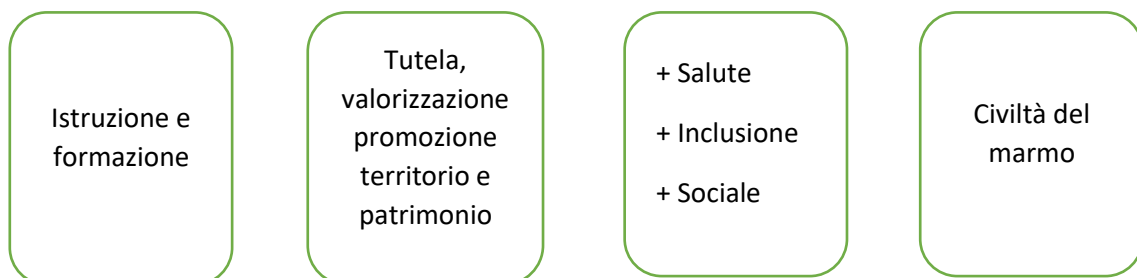 Istruzione e
formazione
Tutela,
valorizzazione
promozione
territorio e
patrimonio
+ Salute
+ Inclusione
+ Sociale
Civiltà del
marmo